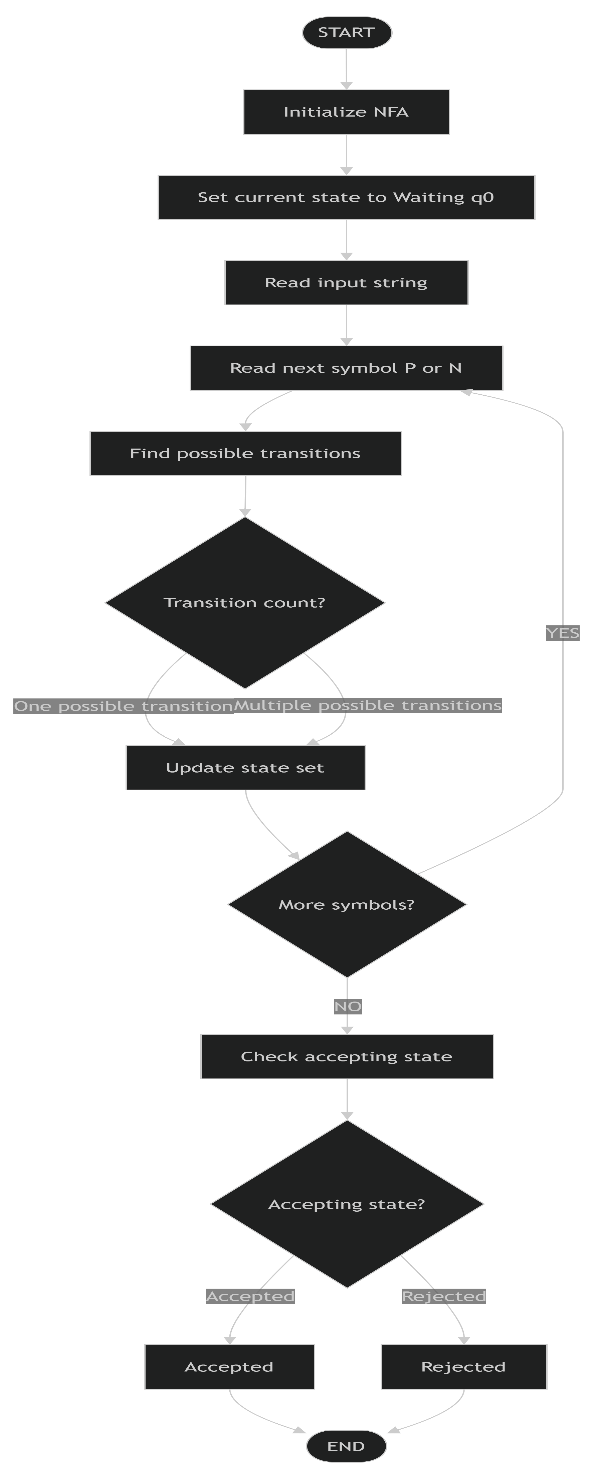 START
Initialize NFA
Set current state to Waiting q0
Read input string
Read next symbol P or N
Find possible transitions
Transition count?
YES
One possible transition
Multiple possible transitions
Update state set
More symbols?
NO
Check accepting state
Accepting state?
Accepted
Rejected
Accepted
Rejected
END